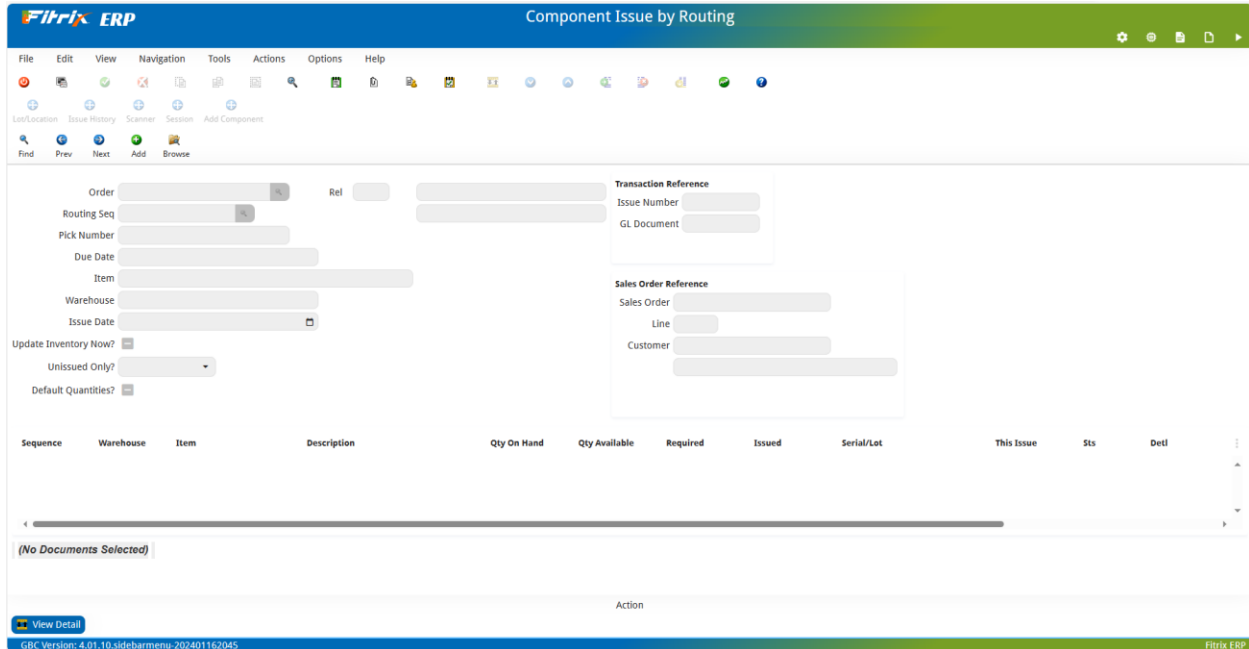 Fitrix ERP
Component Issue by Routing
File Edit View Navigation Tools Actions Options Help
Lot/Location Issue History Scanner Session Add Component
Find Prev Next Add Browse
Order Rel
Routing Seq
Pick Number
Due Date
Item
Warehouse
Issue Date
Update Inventory Now?
Unissued Only?
Default Quantities?
Transaction Reference
Issue Number
GL Document
Sales Order Reference
Sales Order
Line
Customer
Sequence Warehouse Item Description Qty On Hand Qty Available Required Issued Serial/Lot This Issue Sts Detl
(No Documents Selected)
Action
View Detail
GBC Version: 4.01.10.sidebarmenu-202401162045 Fitrix ERP